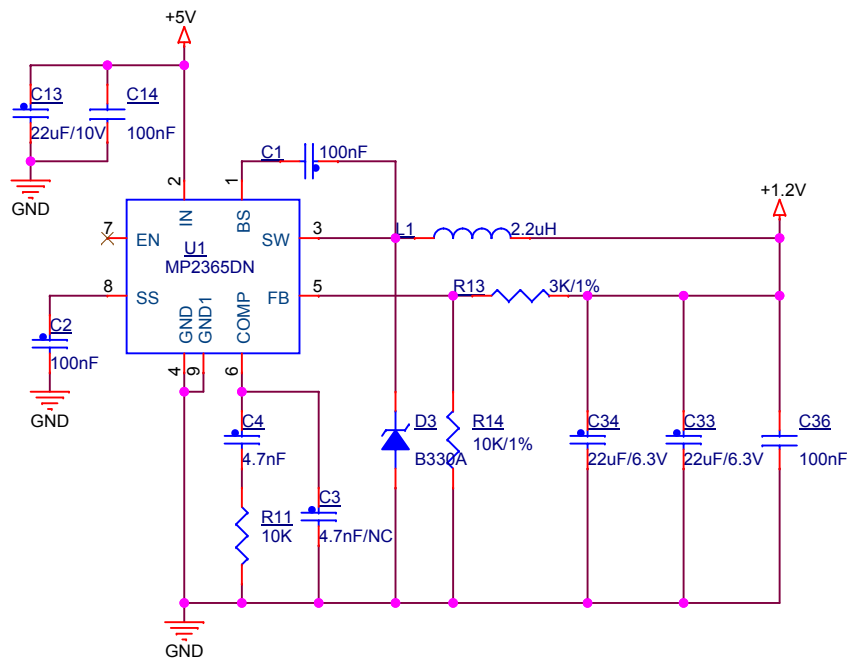 +5V
C13
C14
22uF/10V
100nF
GND
C1
100nF
2
1
+1.2V
7
EN
IN
BS
U1
MP2365DN
SW
3
L1
2.2uH
8
SS
GND
GND1
COMP
FB
5
R13
3K/1%
C2
100nF
GND
4
9
6
C4
4.7nF
D3
B330A
R14
10K/1%
C34
22uF/6.3V
C33
22uF/6.3V
C36
100nF
R11
10K
C3
4.7nF/NC
GND